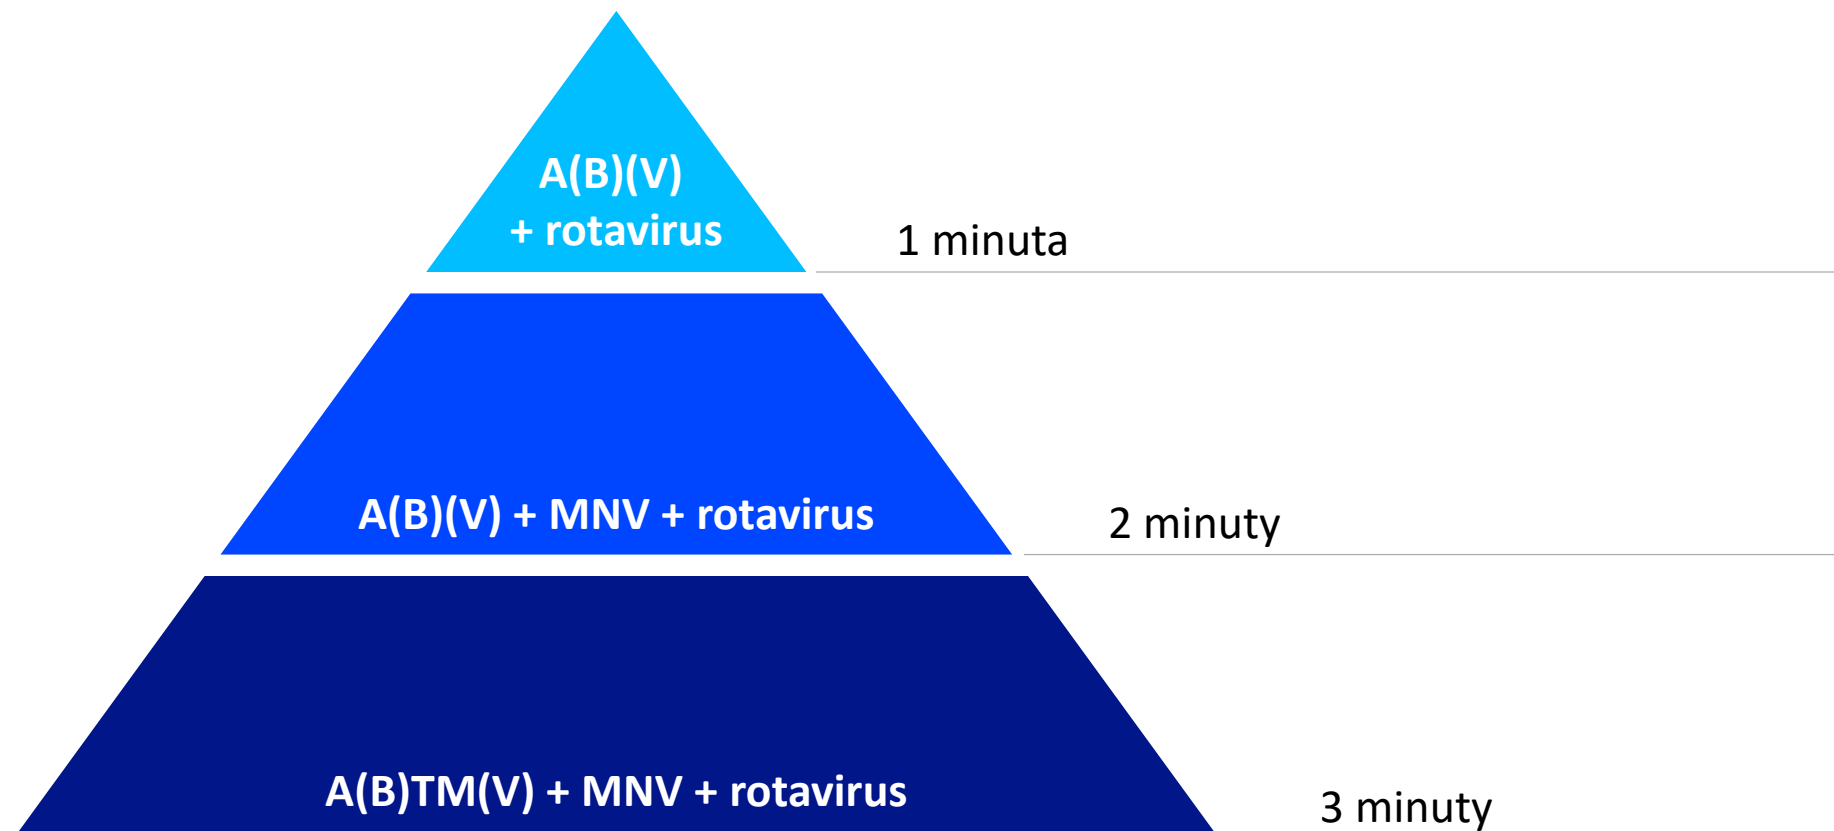 A(B)(V)
+ rotavirus
1 minuta
A(B)(V) + MNV + rotavirus
2 minuty
A(B)TM(V) + MNV + rotavirus
3 minuty